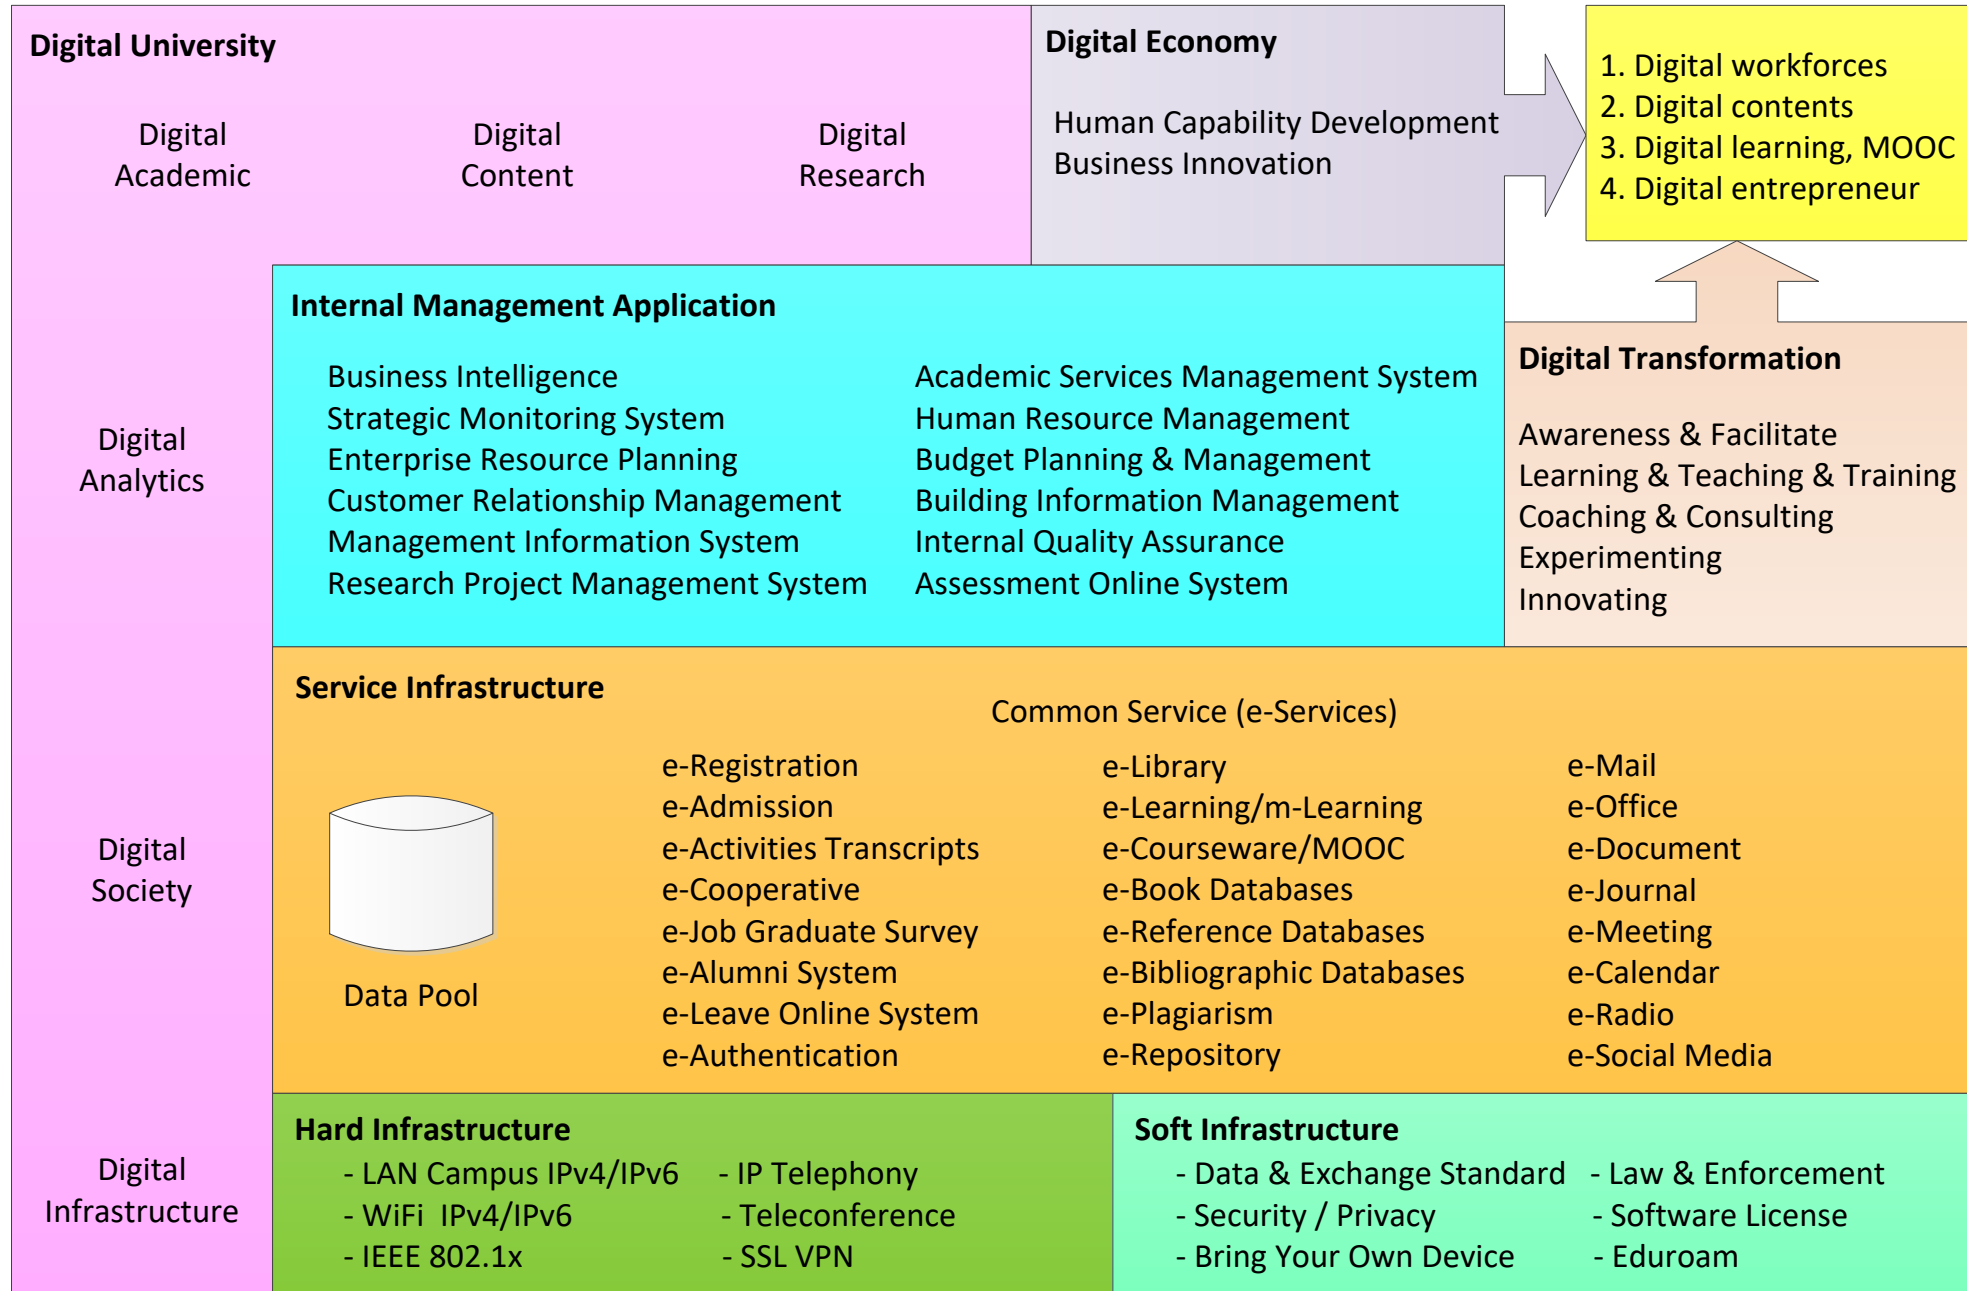 Digital University
Digital
Academic
Digital
Content
Digital
Research
Digital Economy
Human Capability Development
Business Innovation
1. Digital workforces
2. Digital contents
3. Digital learning, MOOC
4. Digital entrepreneur
Digital
Analytics
Internal Management Application
Business Intelligence
Strategic Monitoring System
Enterprise Resource Planning
Customer Relationship Management
Management Information System
Research Project Management System
Academic Services Management System
Human Resource Management
Budget Planning & Management
Building Information Management
Internal Quality Assurance
Assessment Online System
Digital Transformation
Awareness & Facilitate
Learning & Teaching & Training
Coaching & Consulting
Experimenting
Innovating
Digital
Society
Service Infrastructure
Common Service (e-Services)
Data Pool
e-Registration
e-Admission
e-Activities Transcripts
e-Cooperative
e-Job Graduate Survey
e-Alumni System
e-Leave Online System
e-Authentication
e-Library
e-Learning/m-Learning
e-Courseware/MOOC
e-Book Databases
e-Reference Databases
e-Bibliographic Databases
e-Plagiarism
e-Repository
e-Mail
e-Office
e-Document
e-Journal
e-Meeting
e-Calendar
e-Radio
e-Social Media
Digital
Infrastructure
Hard Infrastructure
- LAN Campus IPv4/IPv6
- WiFi  IPv4/IPv6
- IEEE 802.1x
- IP Telephony
- Teleconference
- SSL VPN
Soft Infrastructure
- Data & Exchange Standard
- Security / Privacy
- Bring Your Own Device
- Law & Enforcement
- Software License
- Eduroam